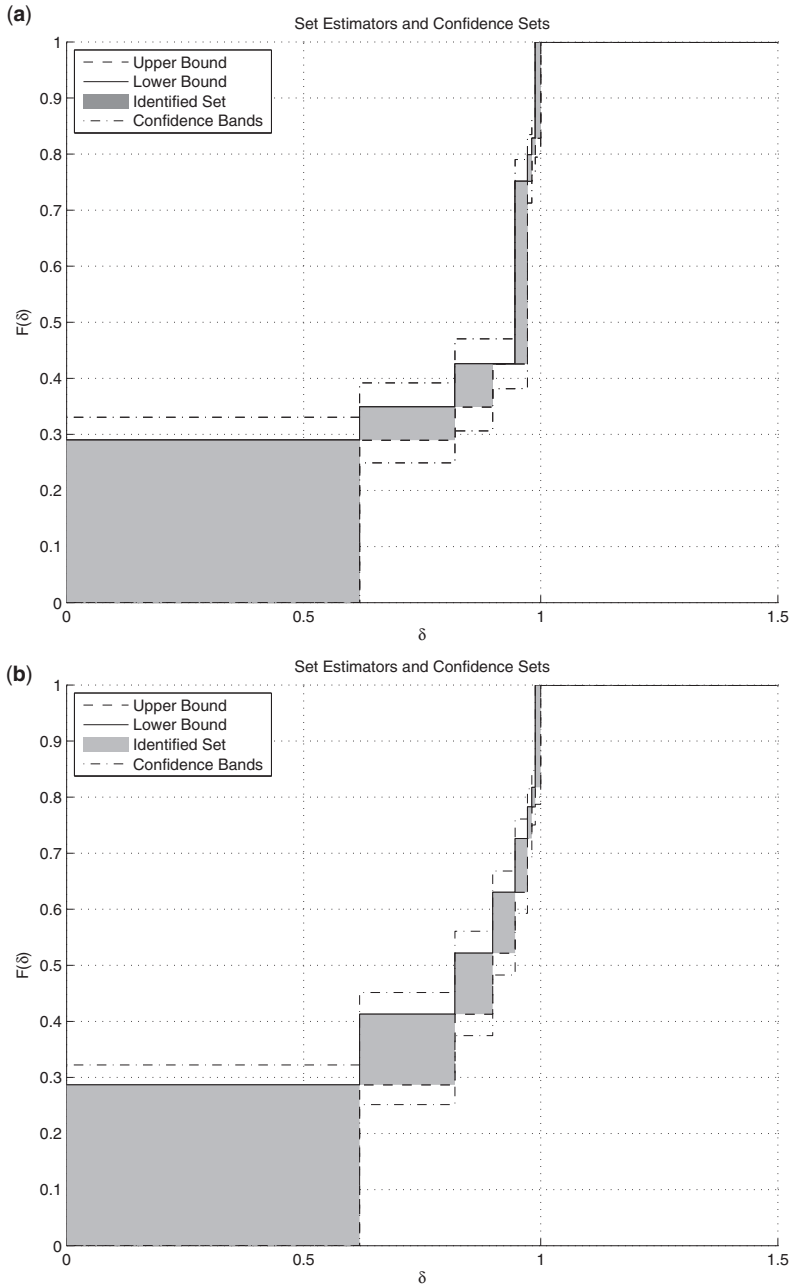 (a)
Set Estimators and Confidence Sets
Upper Bound
Lower Bound
Identified Set
Confidence Bands
1
0.9
0.8
0.7
0.6
0.5
0.4
0.3
0.2
0.1
0
F(δ)
0
0.5
1
1.5
δ
(b)
Set Estimators and Confidence Sets
Upper Bound
Lower Bound
Identified Set
Confidence Bands
1
0.9
0.8
0.7
0.6
0.5
0.4
0.3
0.2
0.1
0
F(δ)
0
0.5
1
1.5
δ